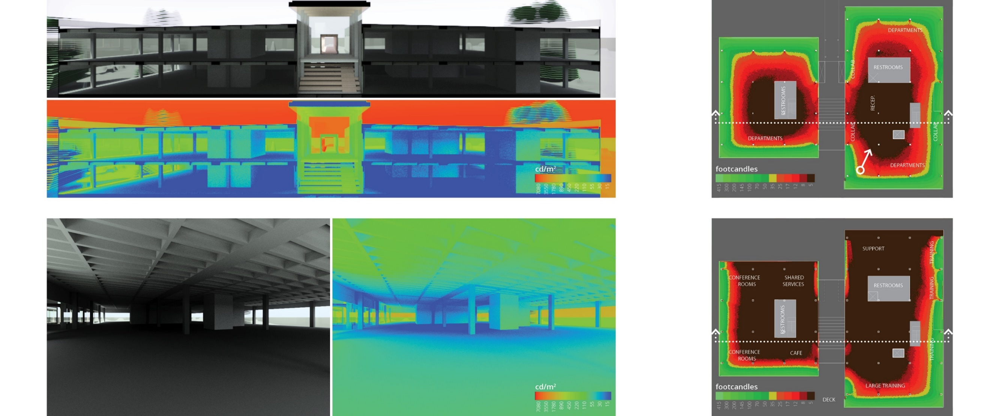 cd/m²
7080 3550 1780 890 450 220 110 55 30 15
DEPARTMENTS
COLLAB
RESTROOMS
RESTROOMS
RECEP.
DEPARTMENTS
COLLAB
COLLAB
DEPARTMENTS
footcandles
415 300 200 145 100 70 50 35 25 17 12 8 5
cd/m²
7080 3550 1780 890 450 220 110 55 30 15
SUPPORT
TRAINING
CONFERENCE
ROOMS
SHARED
SERVICES
RESTROOMS
TRAINING
RESTROOMS
CONFERENCE
ROOMS
CAFE
TRAINING
LARGE TRAINING
footcandles
415 300 200 145 100 70 50 35 25 17 12 8 5
DECK